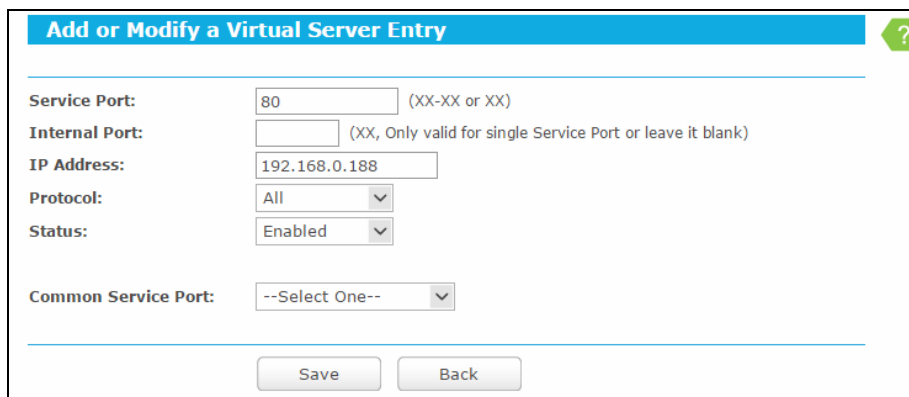 Add or Modify a Virtual Server Entry
?
Service Port: 80 (XX-XX or XX)
Internal Port: (XX, Only valid for single Service Port or leave it blank)
IP Address: 192.168.0.188
Protocol: All
Status: Enabled
Common Service Port: --Select One--
Save Back